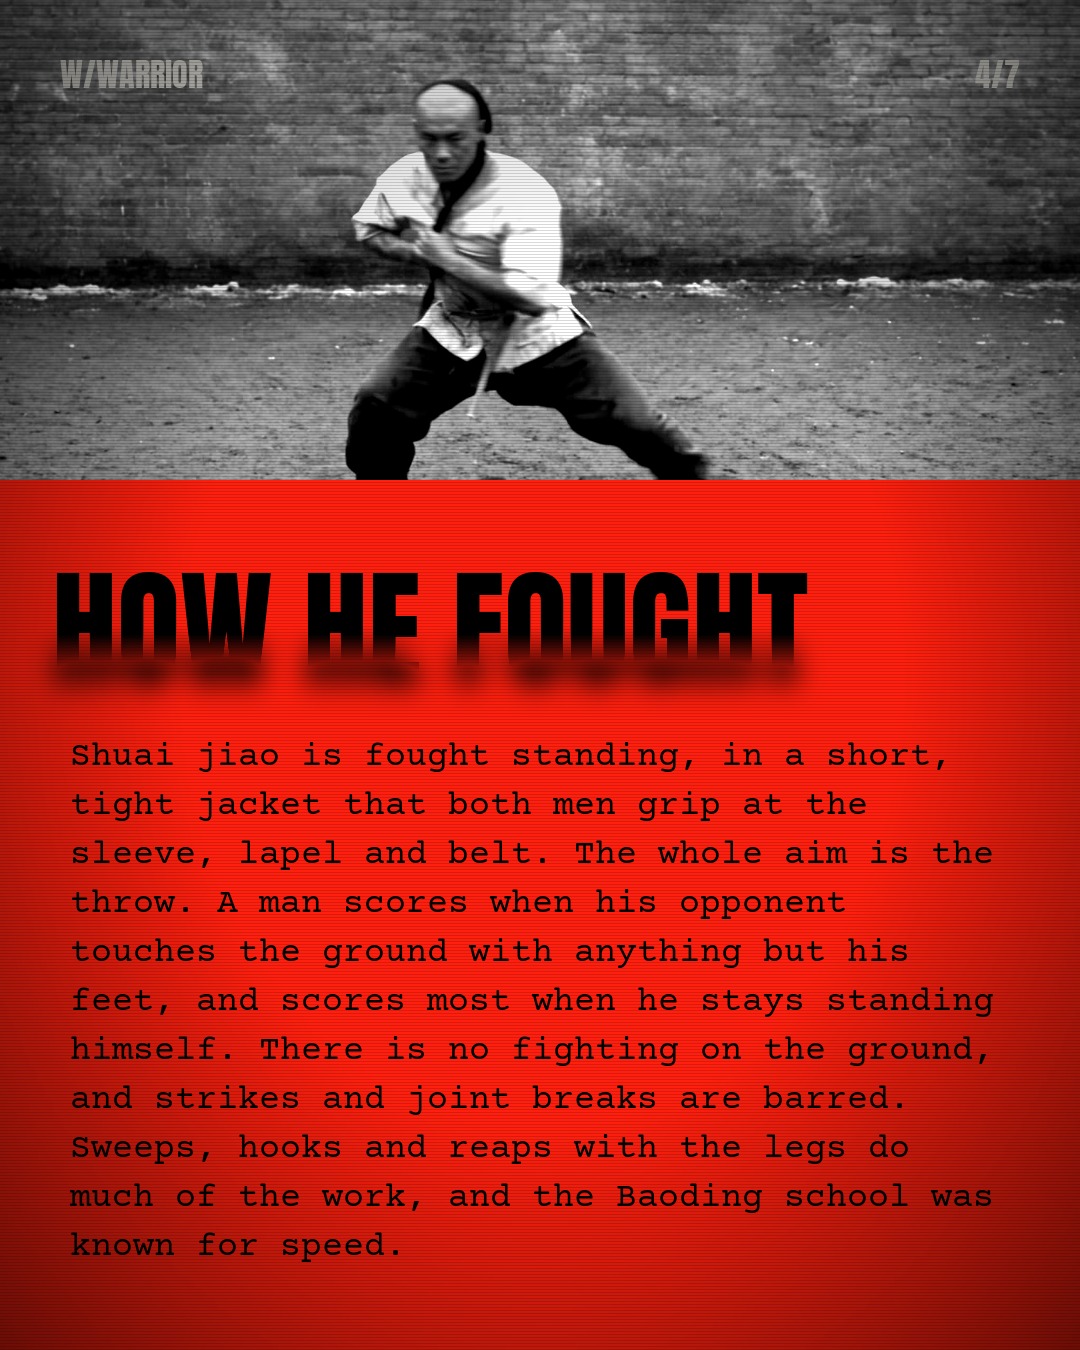 W/WARRIOR
4/7
HOW HE FOUGHT
Shuai jiao is fought standing, in a short,
tight jacket that both men grip at the
sleeve, lapel and belt. The whole aim is the
throw. A man scores when his opponent
touches the ground with anything but his
feet, and scores most when he stays standing
himself. There is no fighting on the ground,
and strikes and joint breaks are barred.
Sweeps, hooks and reaps with the legs do
much of the work, and the Baoding school was
known for speed.